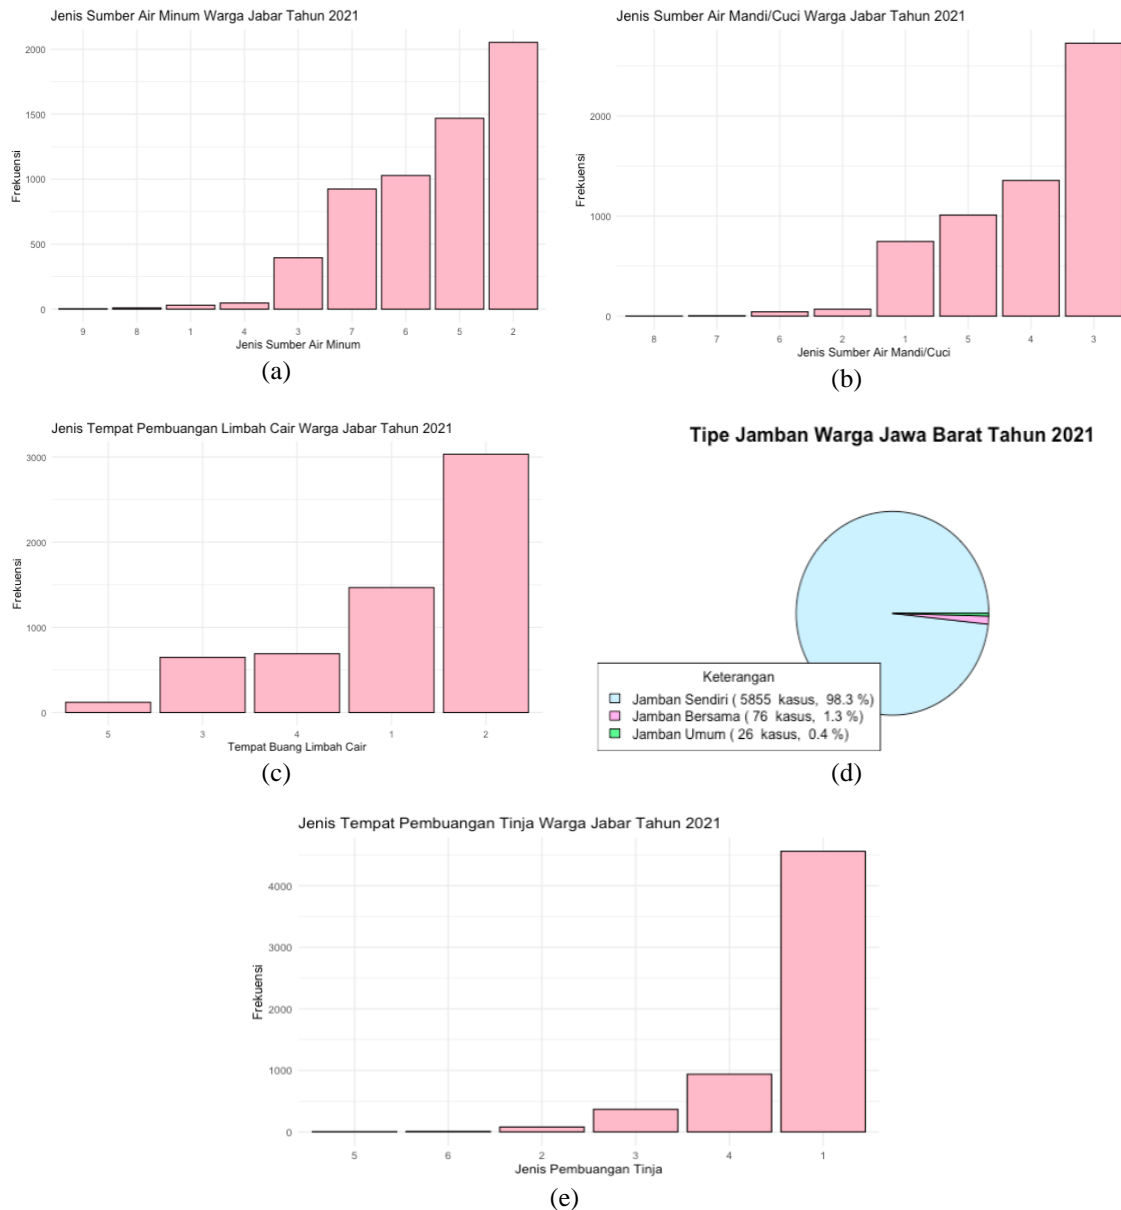 Jenis Sumber Air Minum Warga Jabar Tahun 2021
2000
1500
1000
500
0
Frekuensi
9 8 1 4 3 7 6 5 2
Jenis Sumber Air Minum
(a)
Jenis Sumber Air Mandi/Cuci Warga Jabar Tahun 2021
2000
1000
0
Frekuensi
8 7 6 2 1 5 4 3
Jenis Sumber Air Mandi/Cuci
(b)
Jenis Tempat Pembuangan Limbah Cair Warga Jabar Tahun 2021
3000
2000
1000
0
Frekuensi
5 3 4 1 2
Tempat Buang Limbah Cair
(c)
Tipe Jamban Warga Jawa Barat Tahun 2021
Keterangan
Jamban Sendiri ( 5855 kasus, 98.3 %)
Jamban Bersama ( 76 kasus, 1.3 %)
Jamban Umum ( 26 kasus, 0.4 %)
(d)
Jenis Tempat Pembuangan Tinja Warga Jabar Tahun 2021
4000
3000
2000
1000
0
Frekuensi
5 6 2 3 4 1
Jenis Pembuangan Tinja
(e)